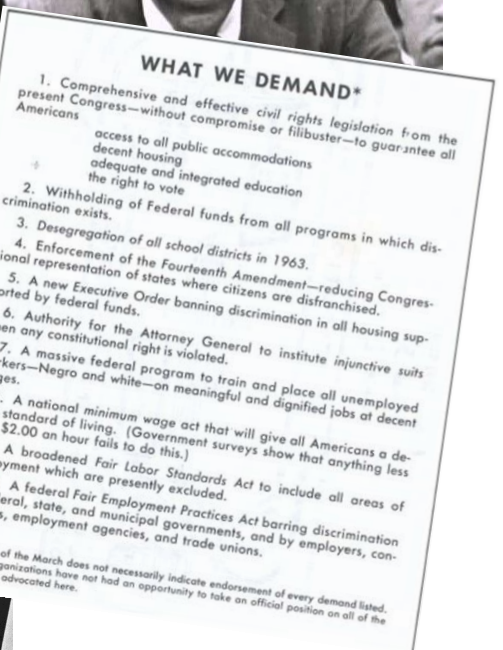 WHAT WE DEMAND*
1. Comprehensive and effective civil rights legislation from the
present Congress—without compromise or filibuster—to guarantee all
Americans
access to all public accommodations
decent housing
adequate and integrated education
the right to vote
2. Withholding of Federal funds from all programs in which dis-
crimination exists.
3. Desegregation of all school districts in 1963.
4. Enforcement of the Fourteenth Amendment—reducing Congres-
ional representation of states where citizens are disfranchised.
5. A new Executive Order banning discrimination in all housing sup-
orted by federal funds.
6. Authority for the Attorney General to institute injunctive suits
en any constitutional right is violated.
7. A massive federal program to train and place all unemployed
kers—Negro and white—on meaningful and dignified jobs at decent
ges.
. A national minimum wage act that will give all Americans a de-
standard of living. (Government surveys show that anything less
$2.00 an hour fails to do this.)
A broadened Fair Labor Standards Act to include all areas of
oyment which are presently excluded.
A federal Fair Employment Practices Act barring discrimination
eral, state, and municipal governments, and by employers, con-
s, employment agencies, and trade unions.
of the March does not necessarily indicate endorsement of every demand listed.
ganizations have not had an opportunity to take an official position on all of the
advocated here.